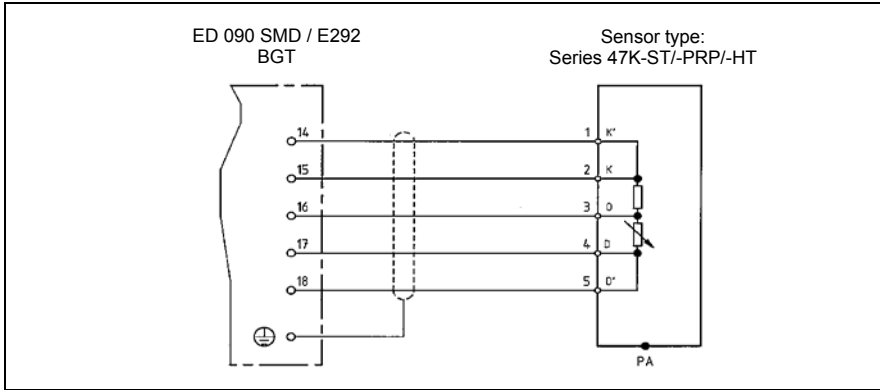 ED 090 SMD / E292
BGT
Sensor type:
Series 47K-ST/-PRP/-HT
14
1 K'
15
2 K
16
3 0
17
4 D
18
5 D'
PA